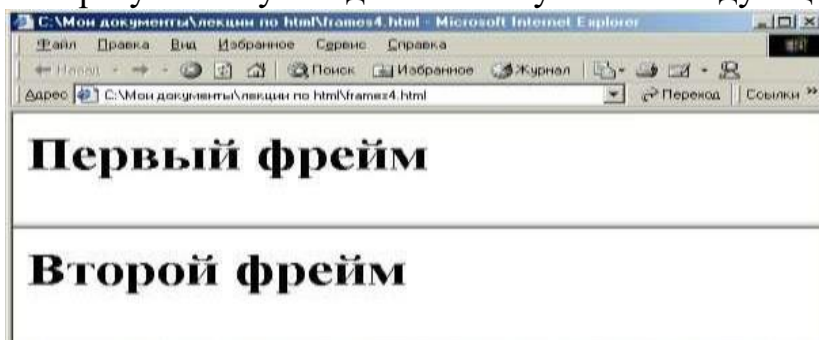 C:\Мои документы\лекции по html\frames4.html - Microsoft Internet Explorer
Файл Правка Вид Избранное Сервис Справка
Назад Поиск Избранное Журнал
Адрес C:\Мои документы\лекции по html\frames4.html Переход Ссылки »
Первый фрейм
Второй фрейм